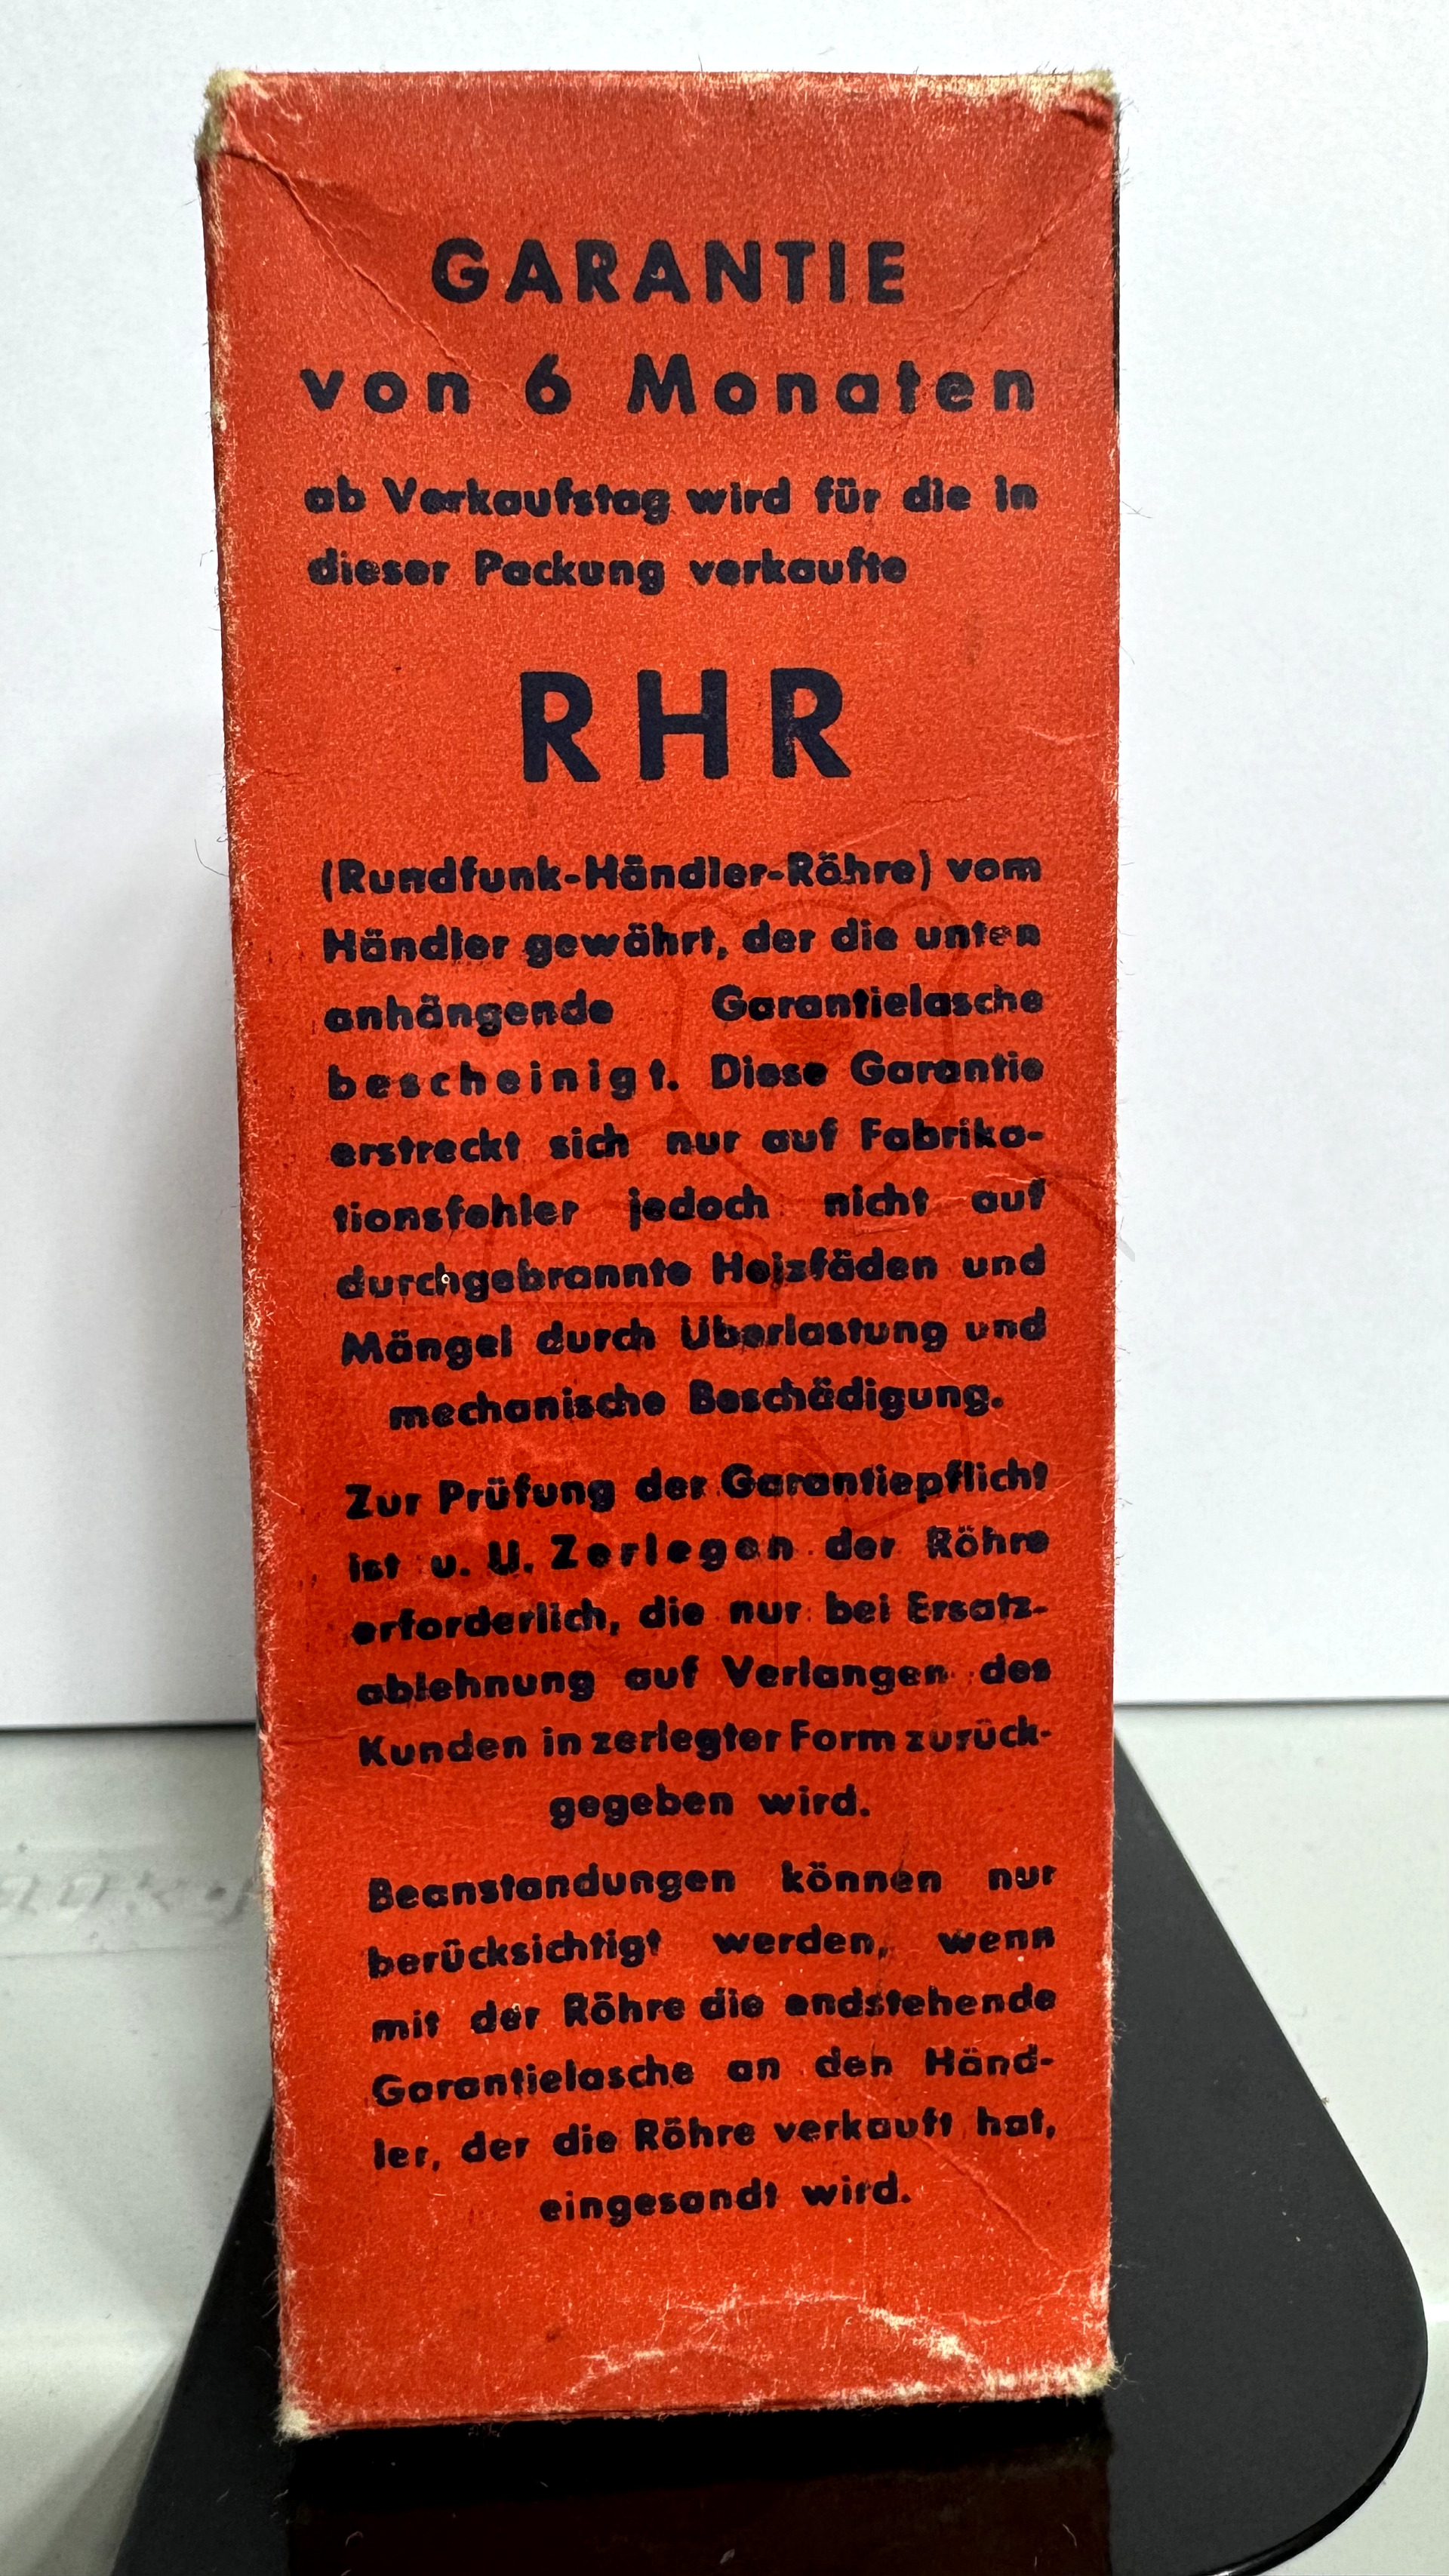 GARANTIE
von 6 Monaten
ab Verkaufstag wird für die in
dieser Packung verkaufte
RHR
(Rundfunk-Händler-Röhre) vom
Händler gewährt, der die unten
anhängende Garantielasche
bescheinigt. Diese Garantie
erstreckt sich nur auf Fabrika-
tionsfehler jedoch nicht auf
durchgebrannte Heizfäden und
Mängel durch Überlastung und
mechanische Beschädigung.
Zur Prüfung der Garantiepflicht
ist u. U. Zerlegen der Röhre
erforderlich, die nur bei Ersatz-
ablehnung auf Verlangen des
Kunden in zerlegter Form zurück-
gegeben wird.
Beanstandungen können nur
berücksichtigt werden, wenn
mit der Röhre die endstehende
Garantielasche an den Händ-
ler, der die Röhre verkauft hat,
eingesandt wird.